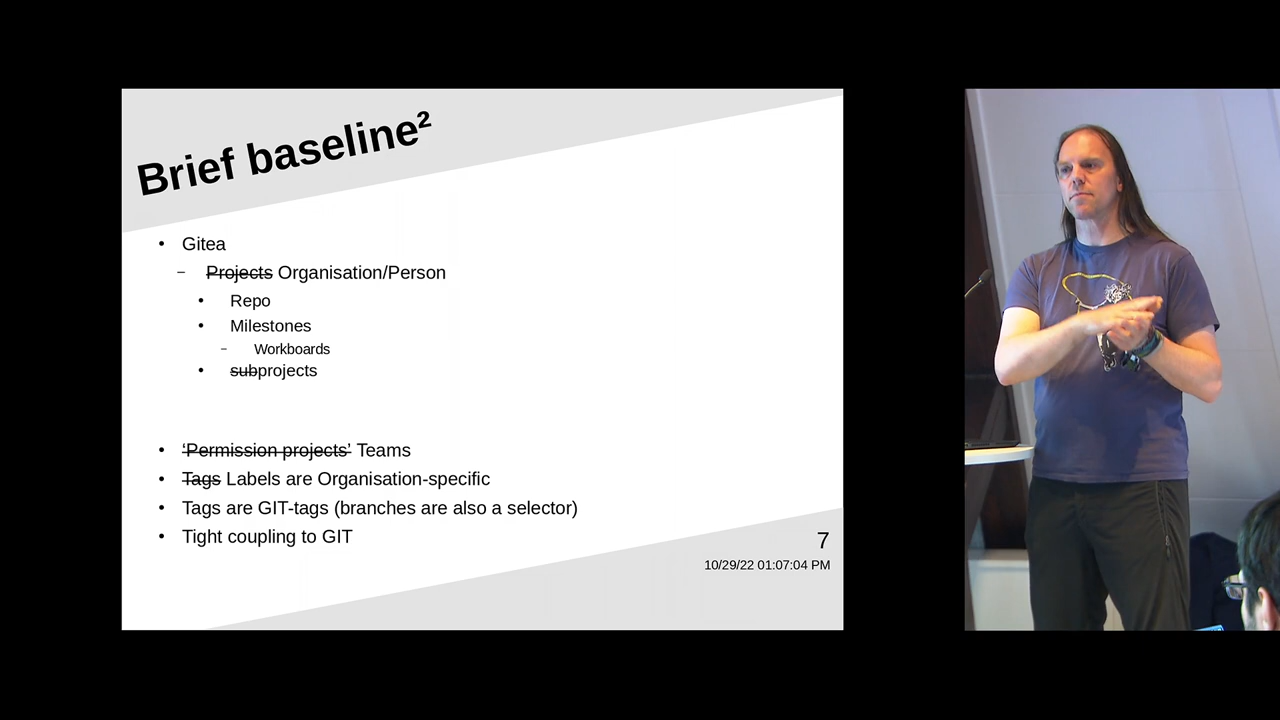 Brief baseline²
• Gitea
– Projects Organisation/Person
• Repo
• Milestones
– Workboards
• subprojects
• ‘Permission projects’ Teams
• Tags Labels are Organisation-specific
• Tags are GIT-tags (branches are also a selector)
• Tight coupling to GIT
7
10/29/22 01:07:04 PM